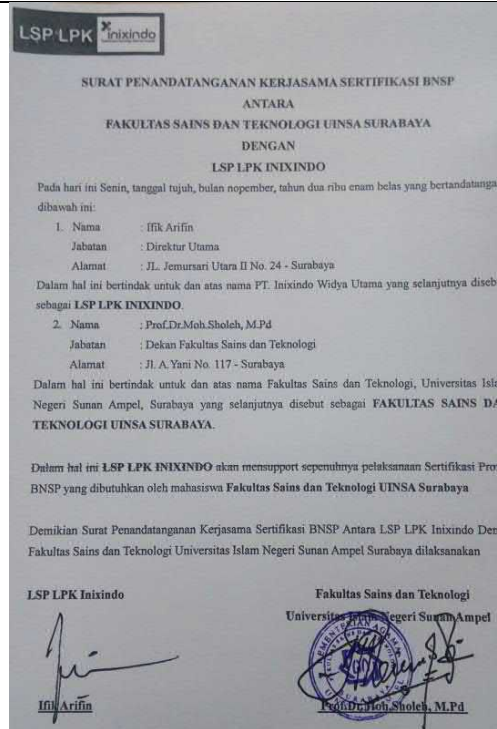 LSP LPK inixindo
SURAT PENANDATANGANAN KERJASAMA SERTIFIKASI BNSP
ANTARA
FAKULTAS SAINS DAN TEKNOLOGI UINSA SURABAYA
DENGAN
LSP LPK INIXINDO
Pada hari ini Senin, tanggal tujuh, bulan nopember, tahun dua ribu enam belas yang bertandatanga
dibawah ini:
1. Nama : Ifik Arifin
Jabatan : Direktur Utama
Alamat : JL. Jemursari Utara II No. 24 - Surabaya
Dalam hal ini bertindak untuk dan atas nama PT. Inixindo Widya Utama yang selanjutnya diseb
sebagai LSP LPK INIXINDO.
2. Nama : Prof.Dr.Moh.Sholeh, M.Pd
Jabatan : Dekan Fakultas Sains dan Teknologi
Alamat : Jl. A. Yani No. 117 - Surabaya
Dalam hal ini bertindak untuk dan atas nama Fakultas Sains dan Teknologi, Universitas Isla
Negeri Sunan Ampel, Surabaya yang selanjutnya disebut sebagai FAKULTAS SAINS DA
TEKNOLOGI UINSA SURABAYA.
Dalam hal ini LSP LPK INIXINDO akan mensupport sepenuhnya pelaksanaan Sertifikasi Pro
BNSP yang dibutuhkan oleh mahasiswa Fakultas Sains dan Teknologi UINSA Surabaya
Demikian Surat Penandatanganan Kerjasama Sertifikasi BNSP Antara LSP LPK Inixindo Den
Fakultas Sains dan Teknologi Universitas Islam Negeri Sunan Ampel Surabaya dilaksanakan
LSP LPK Inixindo
Fakultas Sains dan Teknologi
Universitas Islam Negeri Sunan Ampel
Ifik Arifin
Prof.Dr.Moh.Sholeh, M.Pd